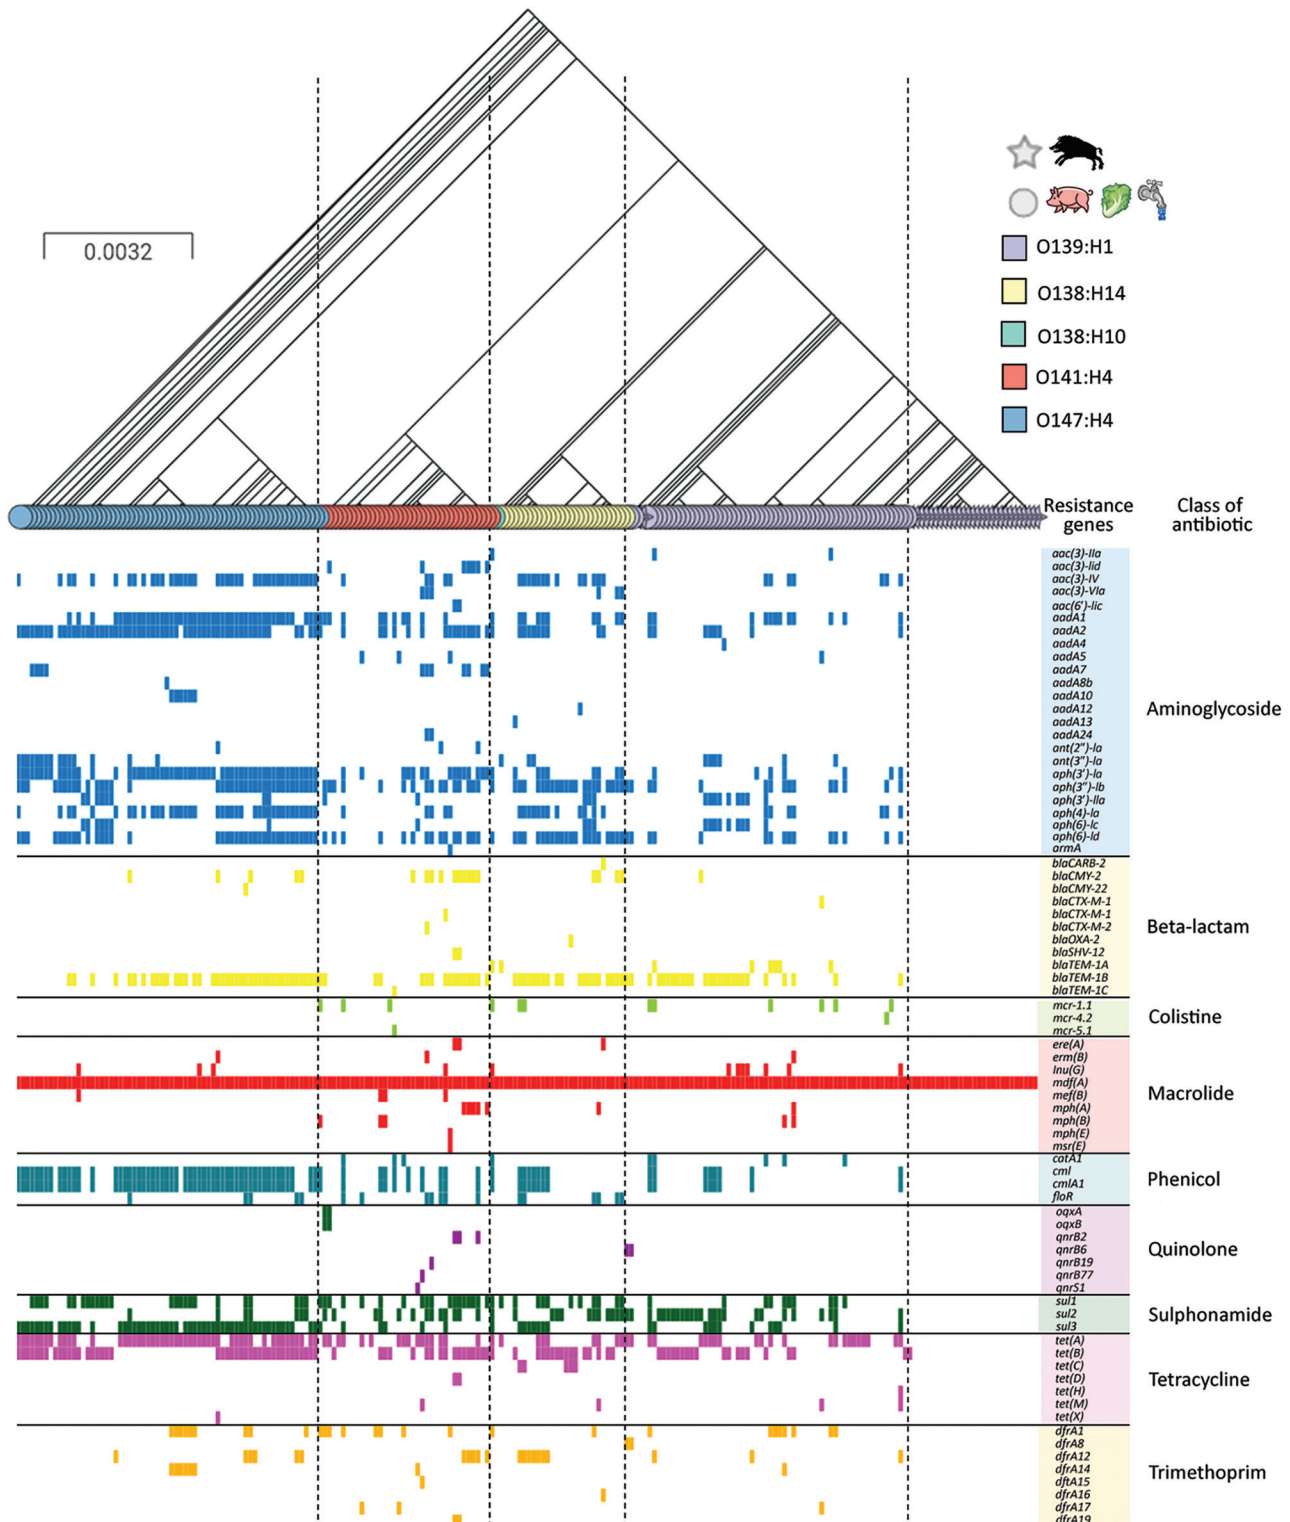 0.0032
O139:H1
O138:H14
O138:H10
O141:H4
O147:H4
Resistance genes
Class of antibiotic
aac(3)-IIa
aac(3)-Iid
aac(3)-IV
aac(3)-VIa
aac(6')-Iic
aadA1
aadA2
aadA4
aadA5
aadA7
aadA8b
aadA10
aadA12
aadA13
aadA24
ant(2")-Ia
ant(3")-Ia
aph(3')-Ia
aph(3")-Ib
aph(3')-IIa
aph(4)-Ia
aph(6)-Ic
aph(6)-Id
armA
Aminoglycoside
blaCARB-2
blaCMY-2
blaCMY-22
blaCTX-M-1
blaCTX-M-1
blaCTX-M-2
blaOXA-2
blaSHV-12
blaTEM-1A
blaTEM-1B
blaTEM-1C
Beta-lactam
mcr-1.1
mcr-4.2
mcr-5.1
Colistine
ere(A)
erm(B)
lnu(G)
mdf(A)
mef(B)
mph(A)
mph(B)
mph(E)
msr(E)
Macrolide
catA1
cml
cmlA1
floR
Phenicol
oqxA
oqxB
qnrB2
qnrB6
qnrB19
qnrB77
qnrS1
Quinolone
sul1
sul2
sul3
Sulphonamide
tet(A)
tet(B)
tet(C)
tet(D)
tet(H)
tet(M)
tet(X)
Tetracycline
dfrA1
dfrA8
dfrA12
dfrA14
dftA15
dfrA16
dfrA17
dfrA19
Trimethoprim